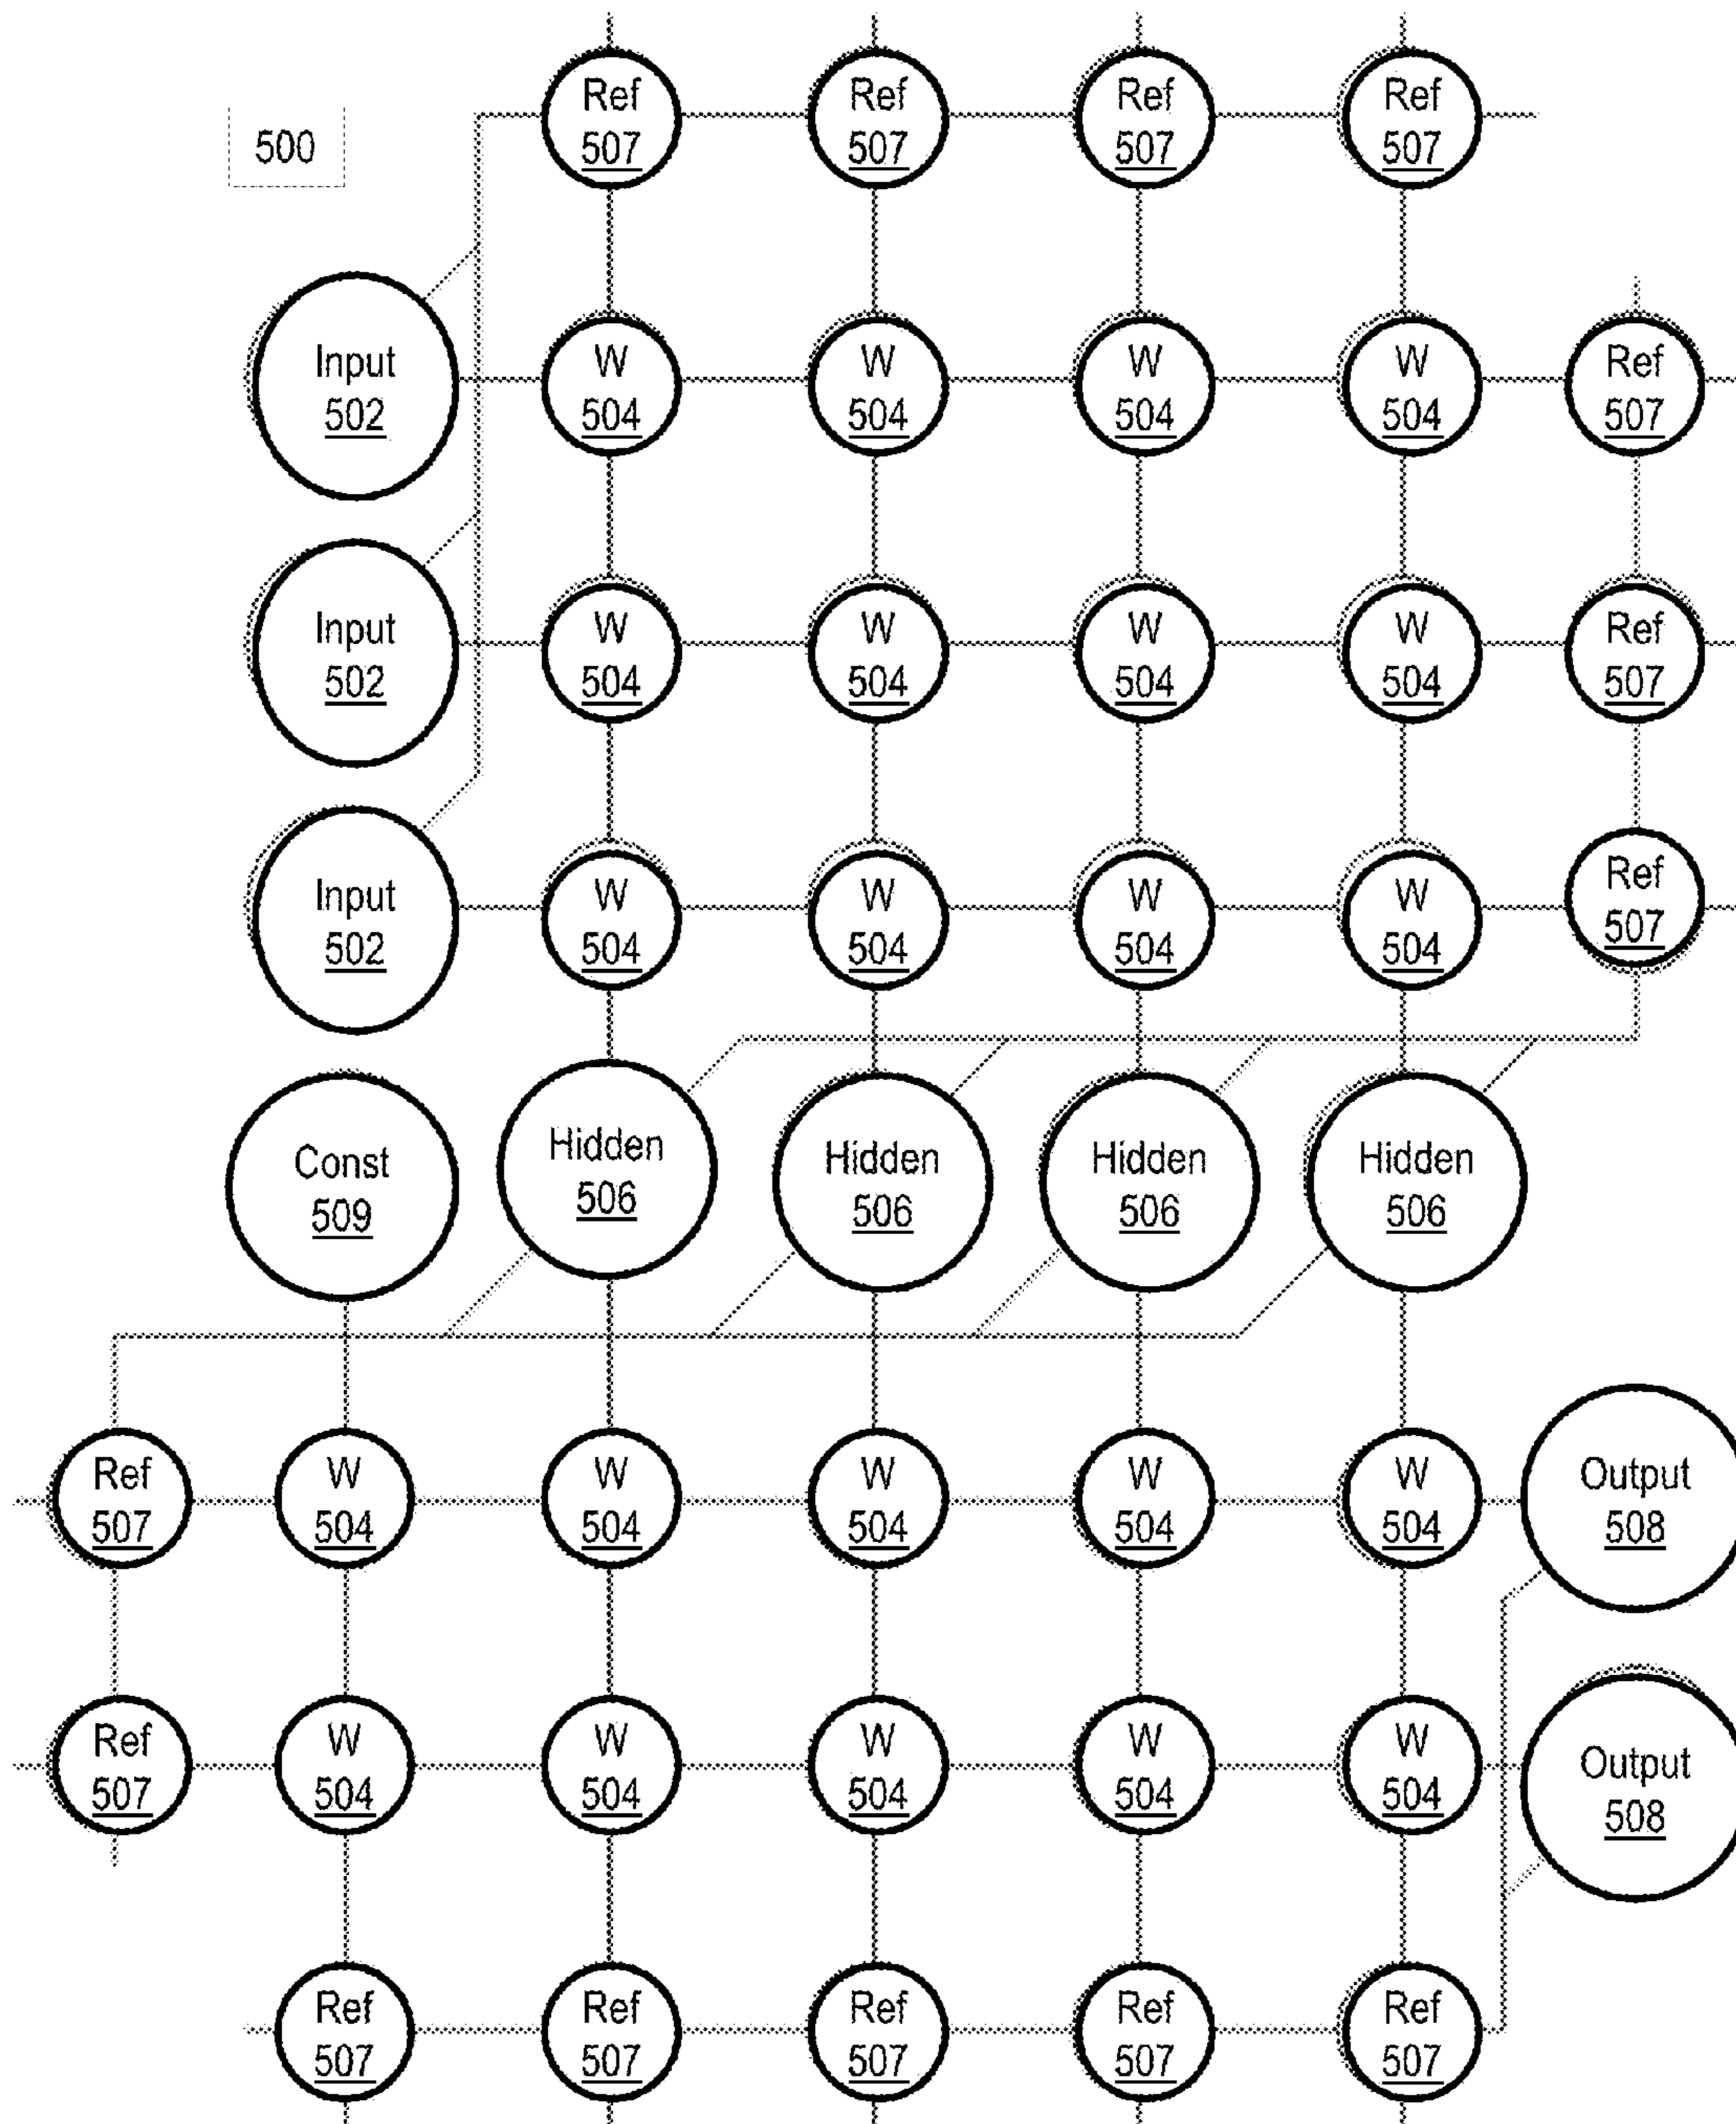 Ref Ref Ref Ref
500 507 507 507 507
Input W W W W Ref
502 504 504 504 504 507
Input W W W W Ref
502 504 504 504 504 507
Input W W W W Ref
502 504 504 504 504 507
Const Hidden Hidden Hidden Hidden
509 506 506 506 506
Ref W W W W W Output
507 504 504 504 504 504 508
Ref W W W W W Output
507 504 504 504 504 504 508
Ref Ref Ref Ref Ref
507 507 507 507 507